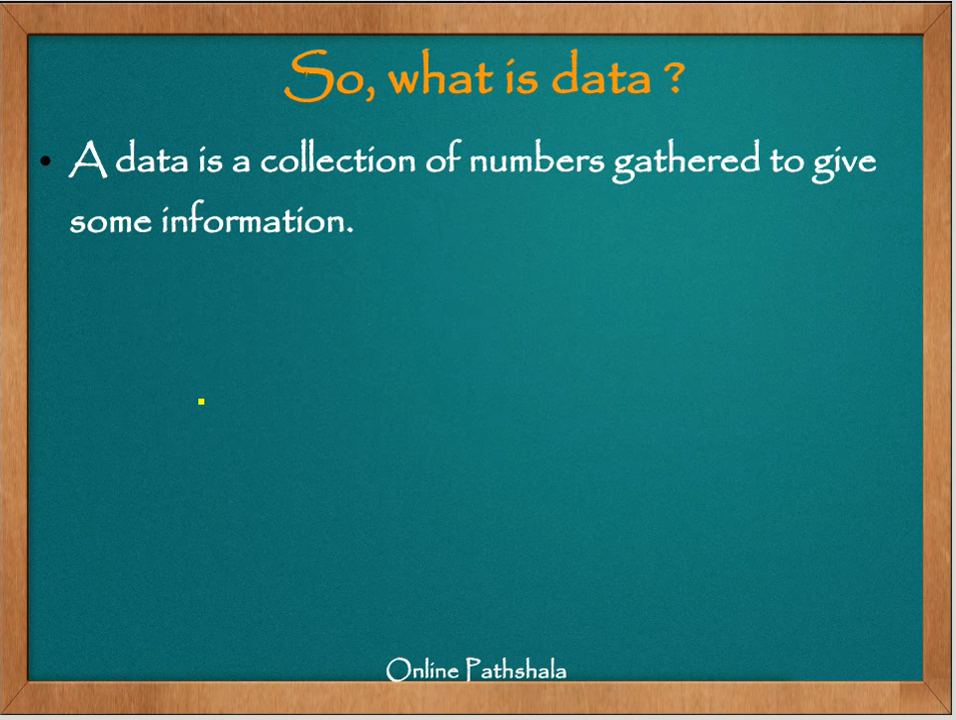 So, what is data ?
• A data is a collection of numbers gathered to give
some information.
Online Pathshala